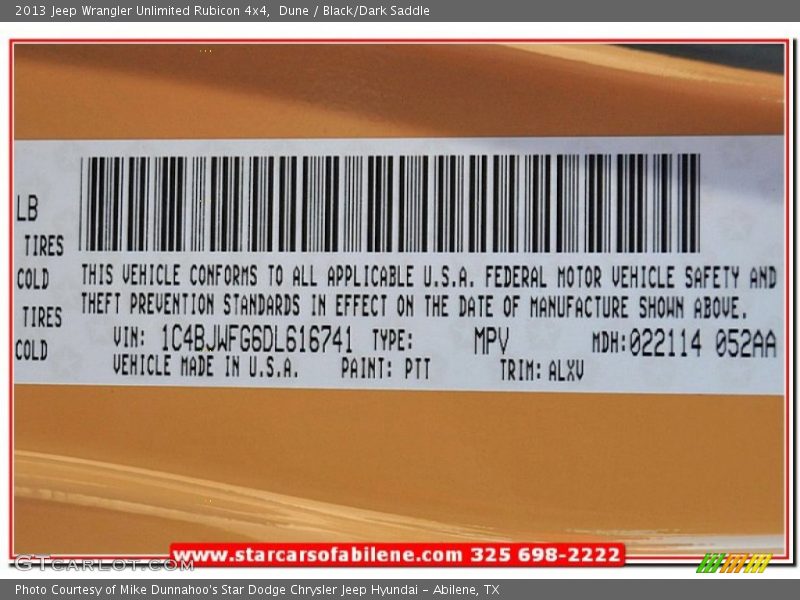 2013 Jeep Wrangler Unlimited Rubicon 4x4,  Dune / Black/Dark Saddle
LB
TIRES
COLD
TIRES
COLD
THIS VEHICLE CONFORMS TO ALL APPLICABLE U.S.A. FEDERAL MOTOR VEHICLE SAFETY AND
THEFT PREVENTION STANDARDS IN EFFECT ON THE DATE OF MANUFACTURE SHOWN ABOVE.
VIN: 1C4BJWFG6DL616741 TYPE: MPV MDH:022114 052AA
VEHICLE MADE IN U.S.A. PAINT: PTT TRIM: ALXV
www.starcarsofabilene.com 325 698-2222
GTCARLOT.COM
Photo Courtesy of Mike Dunnahoo's Star Dodge Chrysler Jeep Hyundai – Abilene, TX